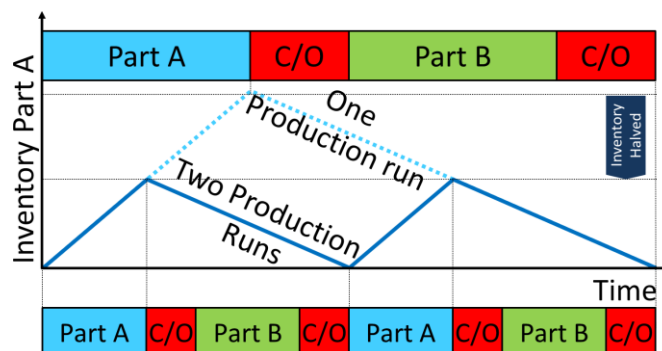 Inventory Part A
Part A
C/O
Part B
C/O
One
Production run
Inventory
Halved
Two Production
Runs
Time
Part A
C/O
Part B
C/O
Part A
C/O
Part B
C/O